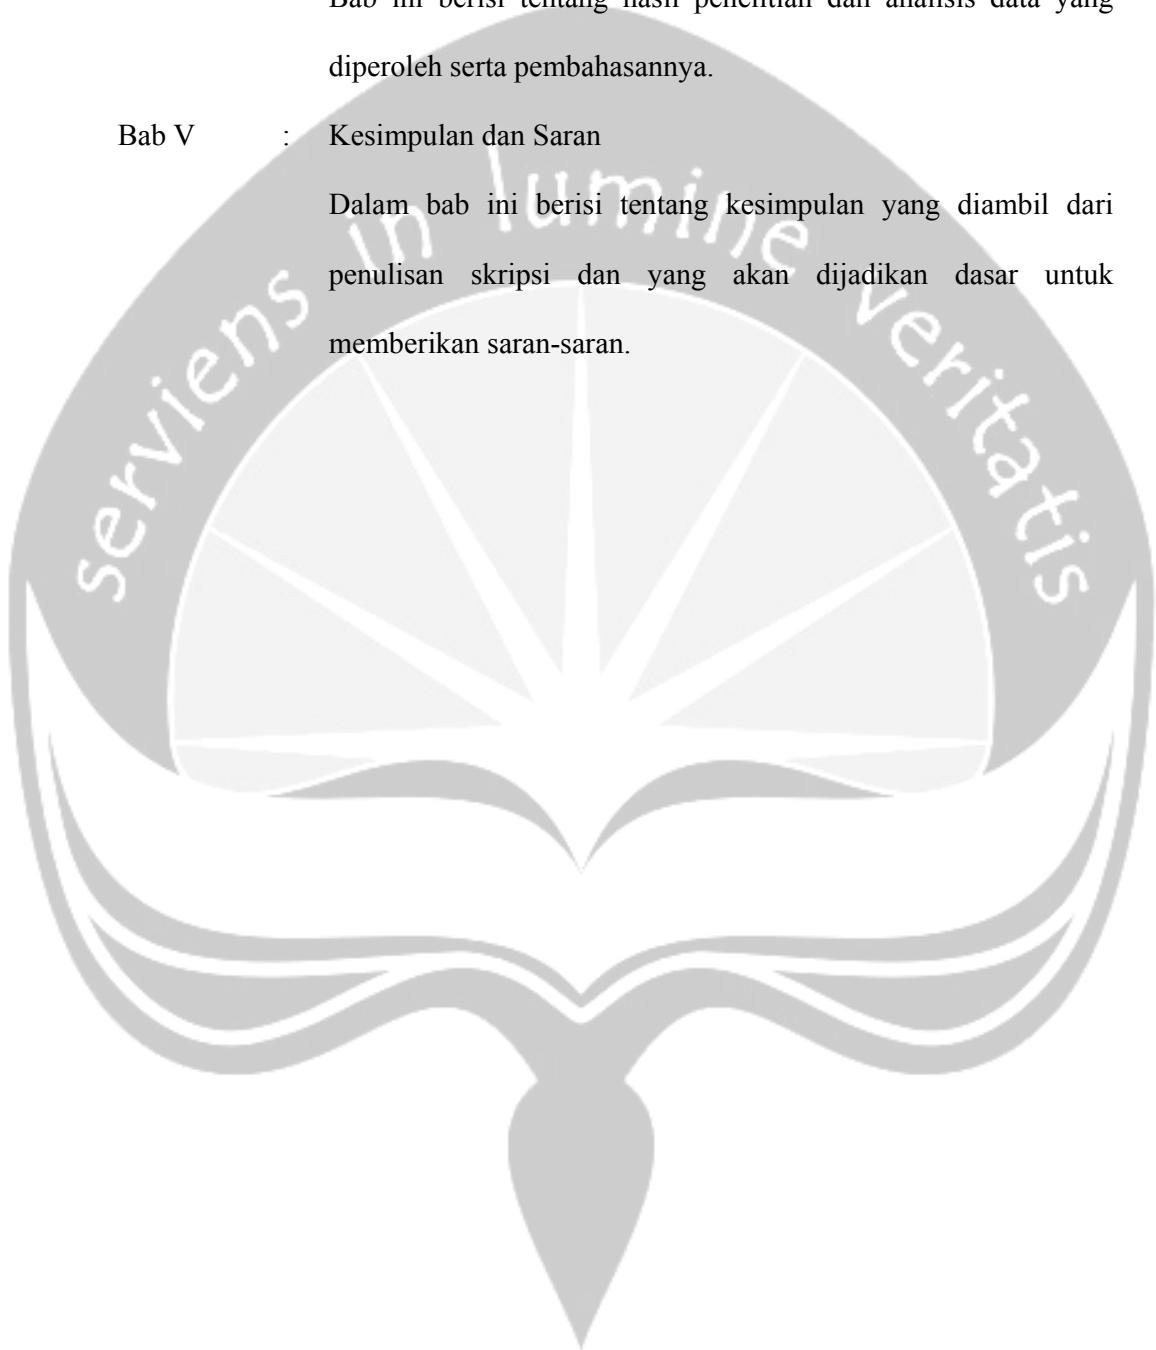 Bab ini berisi tentang hasil penelitian dan analisis data yang
diperoleh serta pembahasannya.
Bab V : Kesimpulan dan Saran
Dalam bab ini berisi tentang kesimpulan yang diambil dari
penulisan skripsi dan yang akan dijadikan dasar untuk
memberikan saran-saran.
serviens in lumine veritatis